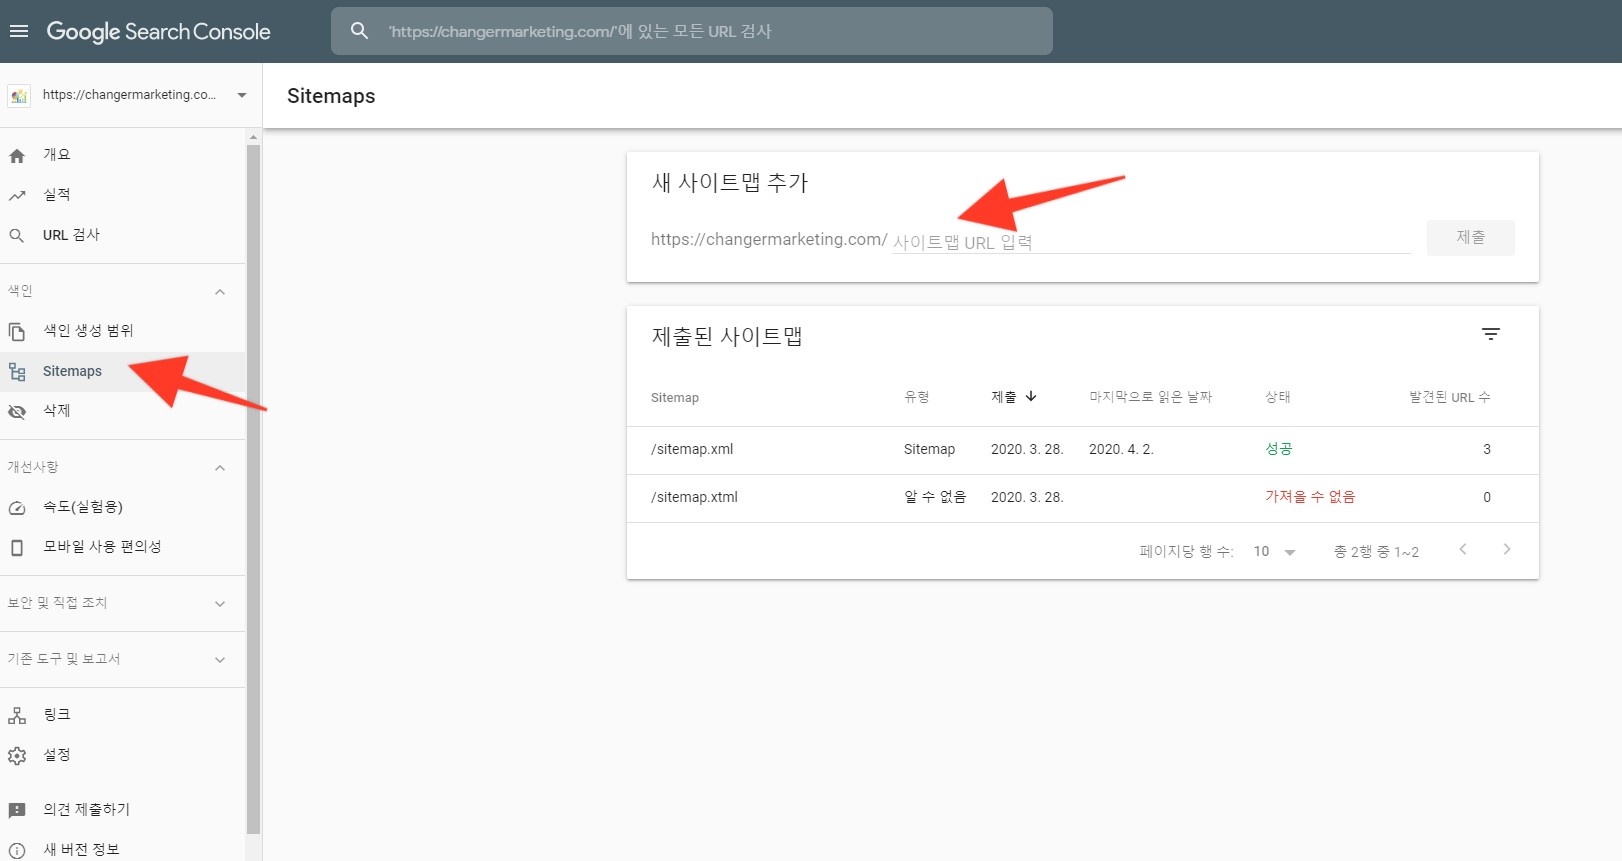 Google Search Console
'https://changermarketing.com/'에 있는 모든 URL 검사
https://changermarketing.co...
Sitemaps
개요
실적
URL 검사
색인
색인 생성 범위
Sitemaps
삭제
개선사항
속도(실험용)
모바일 사용 편의성
보안 및 직접 조치
기존 도구 및 보고서
링크
설정
의견 제출하기
새 버전 정보
새 사이트맵 추가
https://changermarketing.com/ 사이트맵 URL 입력 제출
제출된 사이트맵
Sitemap 유형 제출 마지막으로 읽은 날짜 상태 발견된 URL 수
/sitemap.xml Sitemap 2020. 3. 28. 2020. 4. 2. 성공 3
/sitemap.xtml 알 수 없음 2020. 3. 28. 가져올 수 없음 0
페이지당 행 수: 10 총 2행 중 1~2